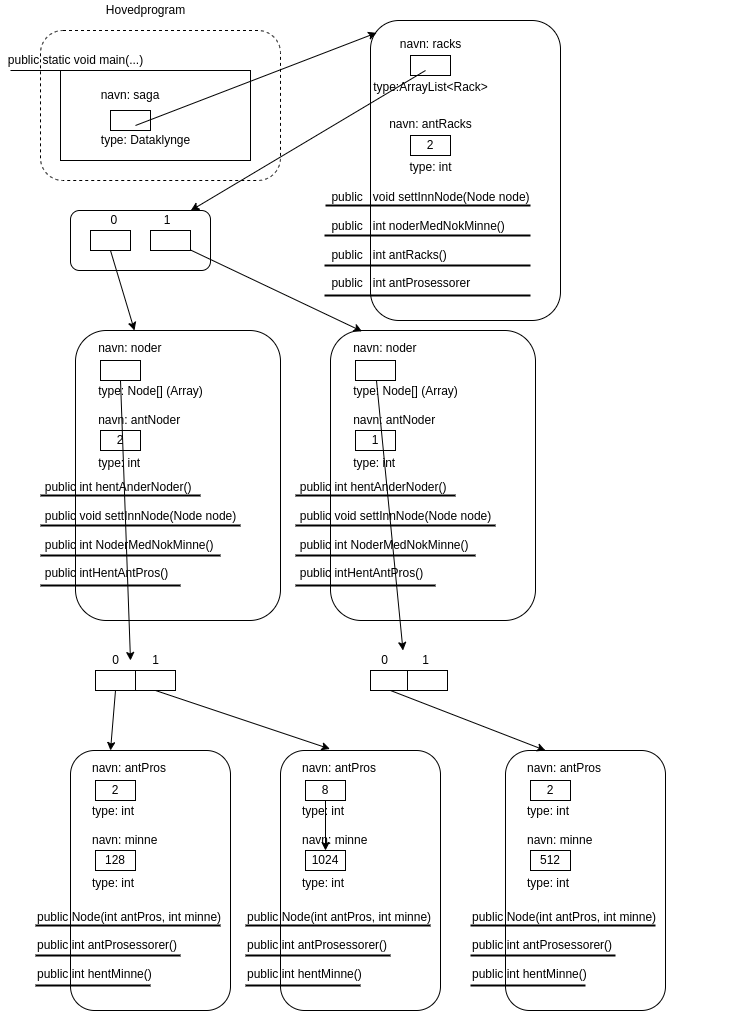 Hovedprogram
public static void main(...)
navn: saga
type: Dataklynge
navn: racks
type:ArrayList<Rack>
navn: antRacks
2
type: int
public void settInnNode(Node node)
public int noderMedNokMinne()
public int antRacks()
public int antProsessorer
0 1
navn: noder
type: Node[] (Array)
navn: antNoder
2
type: int
public int hentAnderNoder()
public void settInnNode(Node node)
public int NoderMedNokMinne()
public intHentAntPros()
navn: noder
type: Node[] (Array)
navn: antNoder
1
type: int
public int hentAnderNoder()
public void settInnNode(Node node)
public int NoderMedNokMinne()
public intHentAntPros()
0 1
0 1
navn: antPros
2
type: int
navn: minne
128
type: int
public Node(int antPros, int minne)
public int antProsessorer()
public int hentMinne()
navn: antPros
8
type: int
navn: minne
1024
type: int
public Node(int antPros, int minne)
public int antProsessorer()
public int hentMinne()
navn: antPros
2
type: int
navn: minne
512
type: int
public Node(int antPros, int minne)
public int antProsessorer()
public int hentMinne()